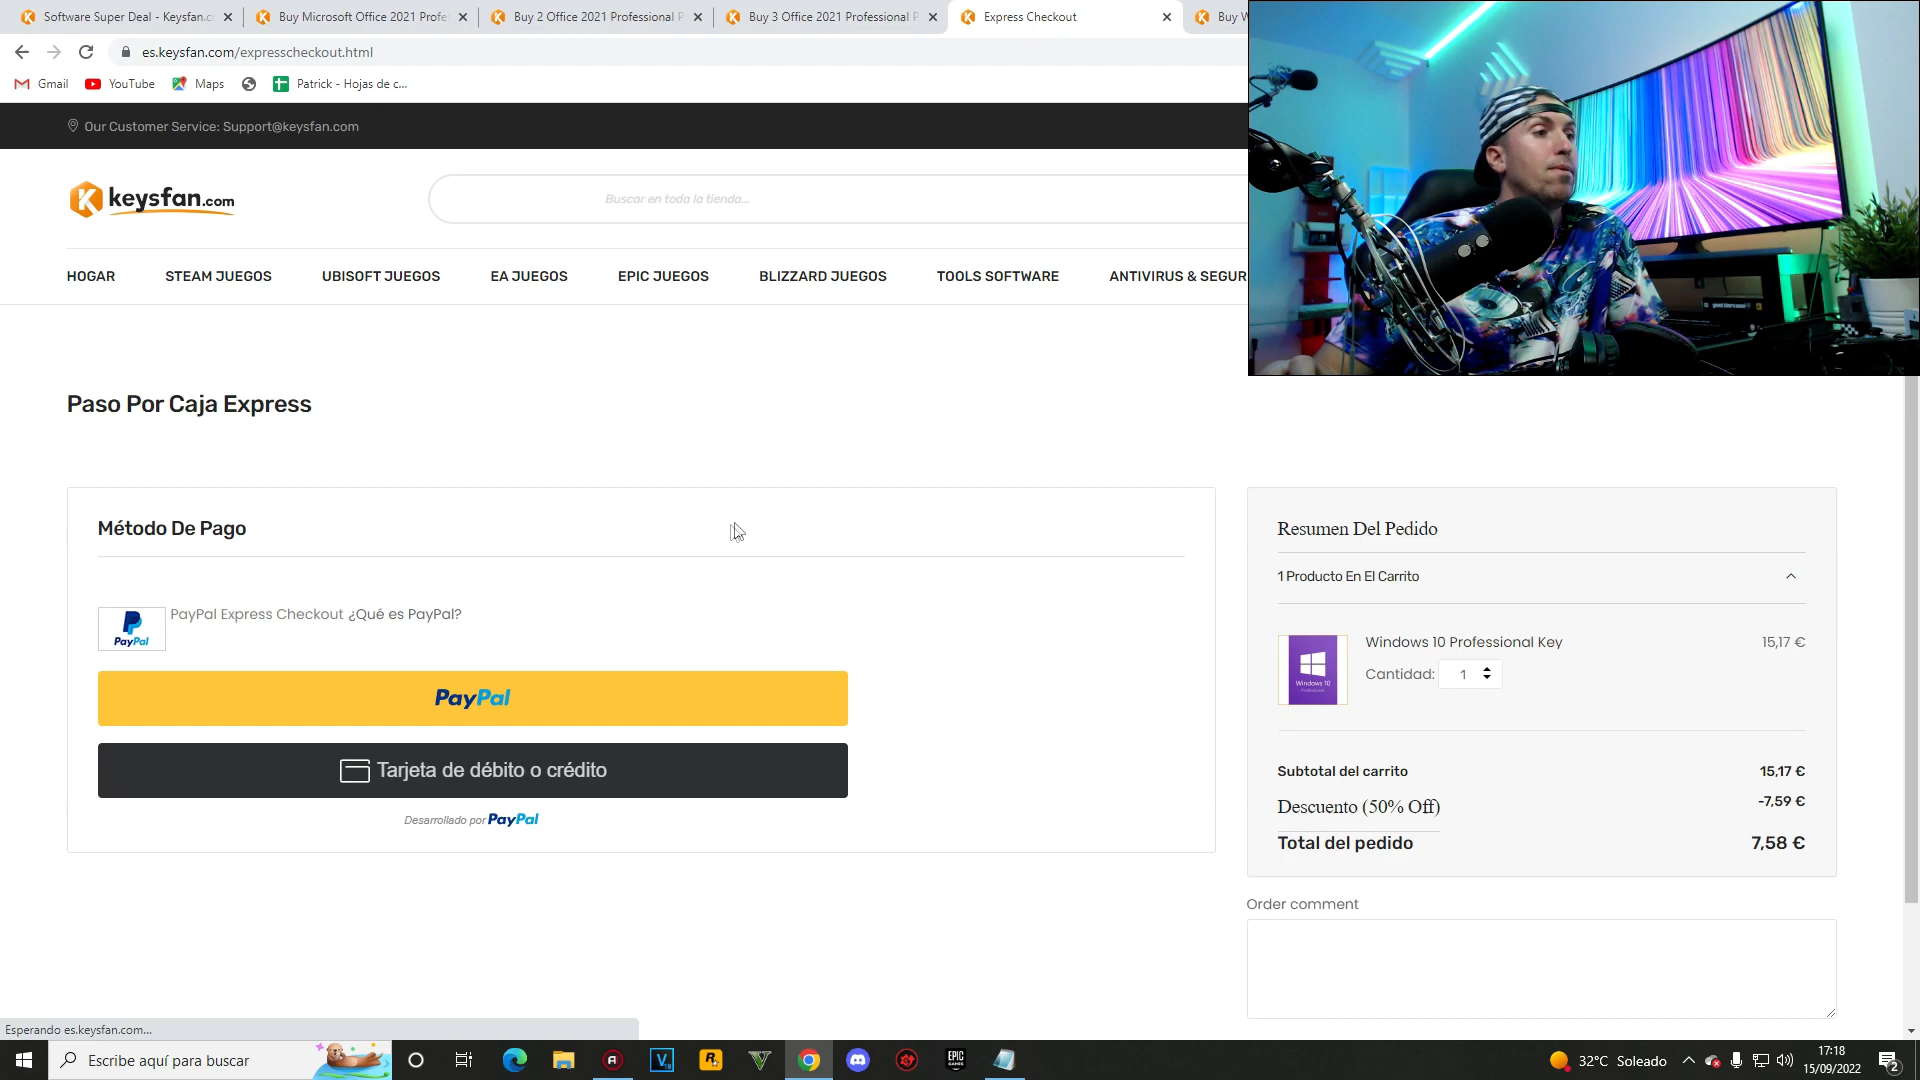 Software Super Deal - Keysfan.c
Buy Microsoft Office 2021 Profe
Buy 2 Office 2021 Professional P
Buy 3 Office 2021 Professional P
Express Checkout
Buy W
es.keysfan.com/expresscheckout.html
Gmail
YouTube
Maps
Patrick - Hojas de c...
Our Customer Service: Support@keysfan.com
keysfan.com
Buscar en toda la tienda...
HOGAR
STEAM JUEGOS
UBISOFT JUEGOS
EA JUEGOS
EPIC JUEGOS
BLIZZARD JUEGOS
TOOLS SOFTWARE
ANTIVIRUS & SEGUR
Paso Por Caja Express
Método De Pago
PayPal
PayPal Express Checkout ¿Qué es PayPal?
PayPal
Tarjeta de débito o crédito
Desarrollado por PayPal
Resumen Del Pedido
1 Producto En El Carrito
Windows 10
Windows 10 Professional Key
15,17 €
Cantidad: 1
Subtotal del carrito
15,17 €
Descuento (50% Off)
-7,59 €
Total del pedido
7,58 €
Order comment
Esperando es.keysfan.com...
Escribe aquí para buscar
EPIC
GAMES
32°C Soleado
17:18
15/09/2022
2